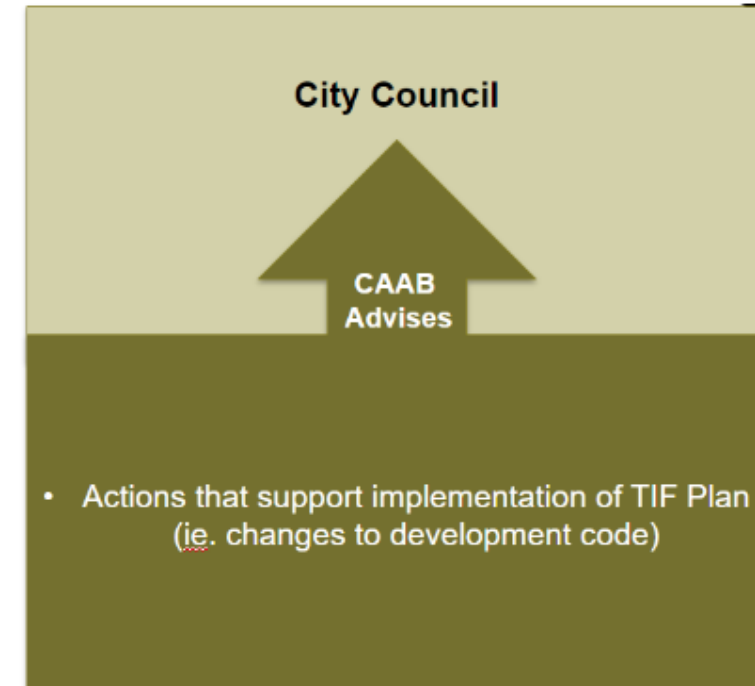 City Council
CAAB
Advises
• Actions that support implementation of TIF Plan
(ie. changes to development code)